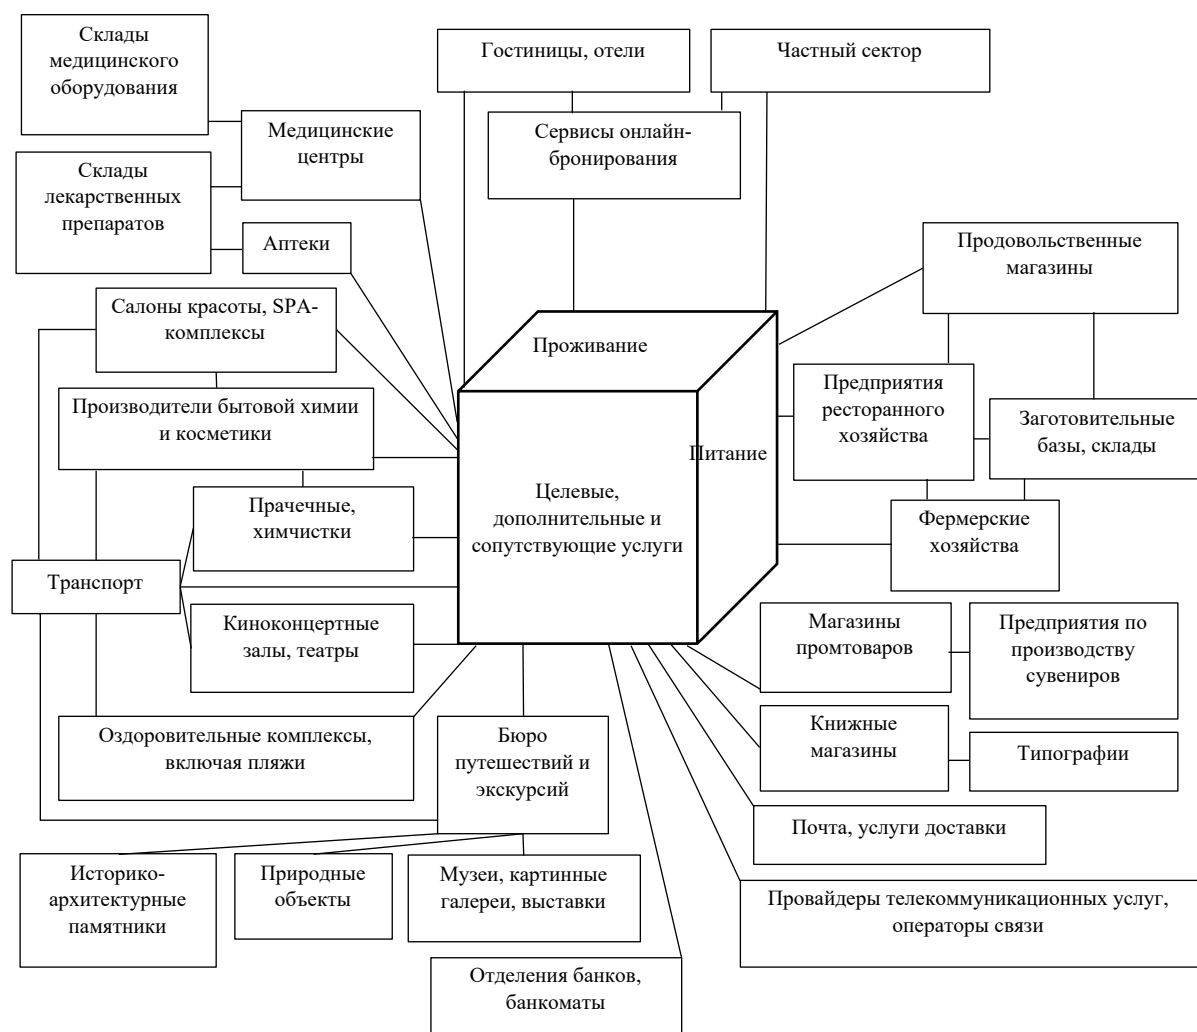 Склады
медицинского
оборудования
Гостиницы, отели
Частный сектор
Медицинские
центры
Сервисы онлайн-
бронирования
Склады
лекарственных
препаратов
Аптеки
Продовольственные
магазины
Салоны красоты, SPA-
комплексы
Проживание
Производители бытовой химии
и косметики
Предприятия
ресторанного
хозяйства
Заготовительные
базы, склады
Питание
Целевые,
дополнительные и
сопутствующие услуги
Прачечные,
химчистки
Фермерские
хозяйства
Транспорт
Киноконцертные
залы, театры
Магазины
промтоваров
Предприятия по
производству
сувениров
Оздоровительные комплексы,
включая пляжи
Бюро
путешествий и
экскурсий
Книжные
магазины
Типографии
Почта, услуги доставки
Историко-
архитектурные
памятники
Природные
объекты
Музеи, картинные
галереи, выставки
Провайдеры телекоммуникационных услуг,
операторы связи
Отделения банков,
банкоматы